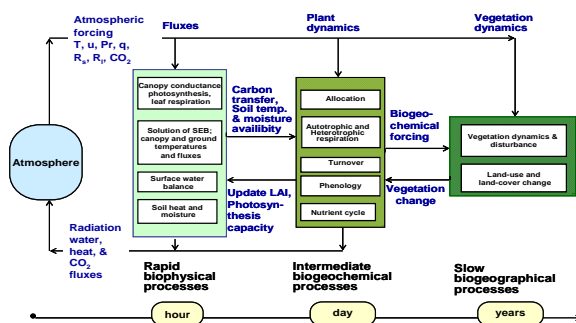 Atmospheric
forcing
T, u, Pr, q,
Rs, Rl, CO2
Fluxes
Plant
dynamics
Vegetation
dynamics
Atmosphere
Canopy conductance
photosynthesis,
leaf respiration
Solution of SEB;
canopy and ground
temperatures
and fluxes
Surface water
balance
Soil heat and
moisture
Carbon
transfer,
Soil temp.
& moisture
availibity
Update LAI,
Photosyn-
thesis
capacity
Allocation
Autotrophic and
Heterotrophic
respiration
Turnover
Phenology
Nutrient cycle
Biogeo-
chemical
forcing
Vegetation
change
Vegetation dynamics &
disturbance
Land-use and
land-cover change
Radiation
water,
heat, &
CO2
fluxes
Rapid
biophysical
processes
Intermediate
biogeochemical
processes
Slow
biogeographical
processes
hour
day
years